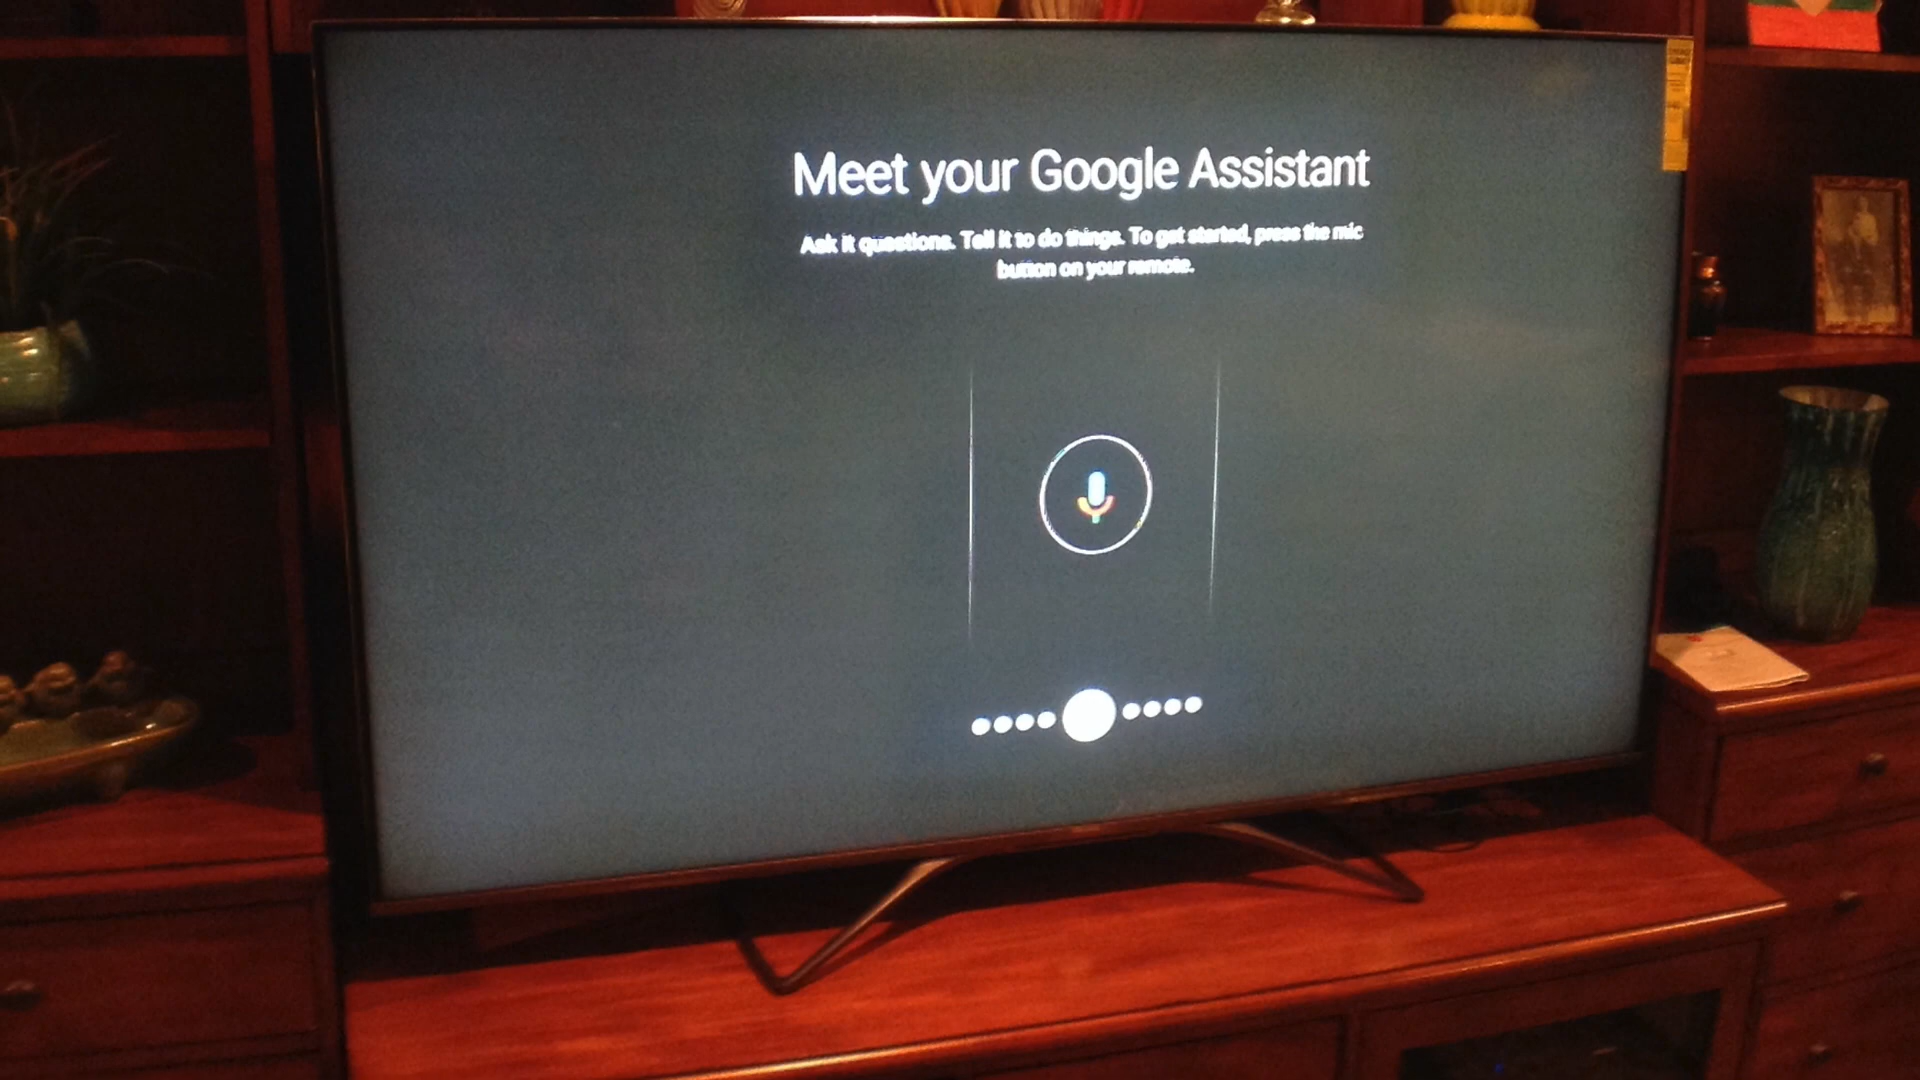 Meet your Google Assistant
Ask it questions. Tell it to do things. To get started, press the mic
button on your remote.